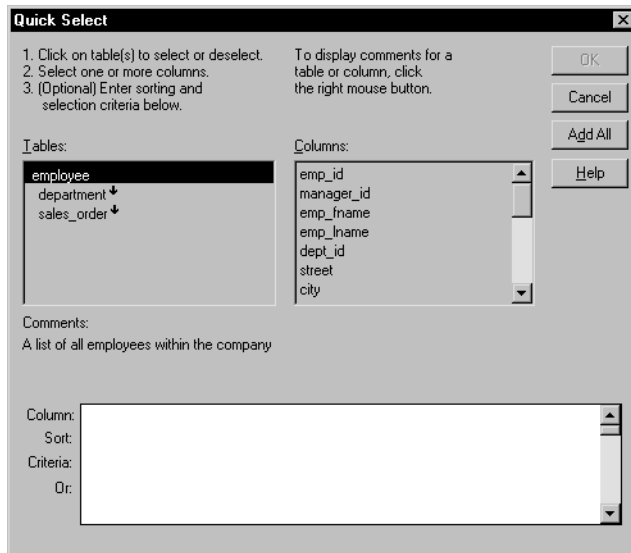 Quick Select
1. Click on table(s) to select or deselect.
2. Select one or more columns.
3. (Optional) Enter sorting and
selection criteria below.
To display comments for a
table or column, click
the right mouse button.
OK
Cancel
Add All
Help
Tables:
employee
department
sales_order
Columns:
emp_id
manager_id
emp_fname
emp_lname
dept_id
street
city
Comments:
A list of all employees within the company
Column:
Sort:
Criteria:
Or: